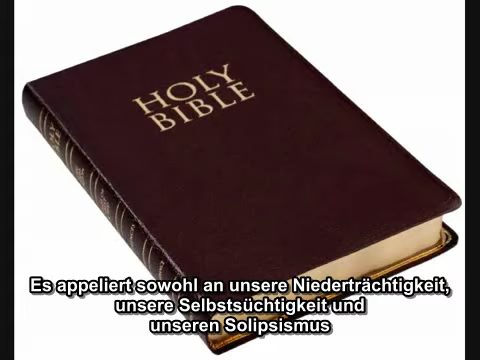 HOLY
BIBLE
Es appeliert sowohl an unsere Niederträchtigkeit,
unsere Selbstsüchtigkeit und
unseren Solipsismus